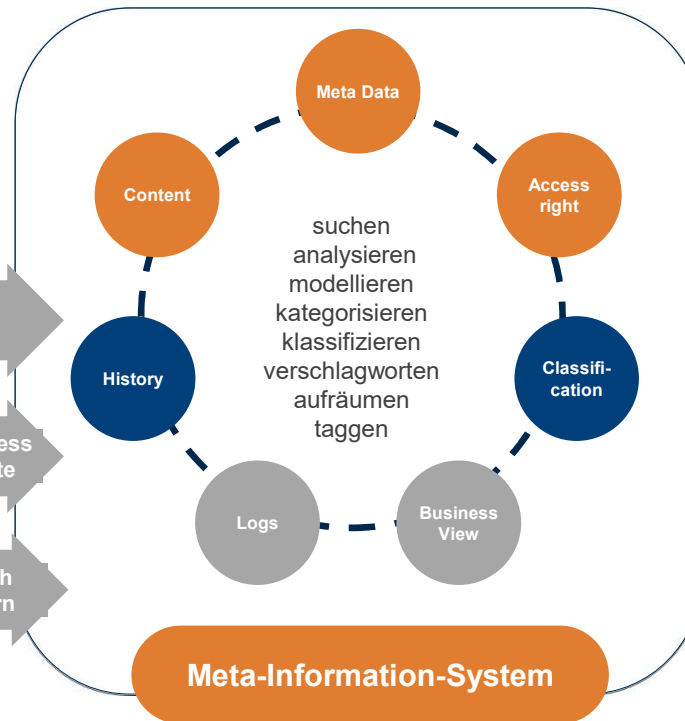 Meta Data
Content
Access
right
suchen
analysieren
modellieren
kategorisieren
klassifizieren
verschlagworten
aufräumen
taggen
History
Classifi-
cation
Logs
Business
View
Meta-Information-System